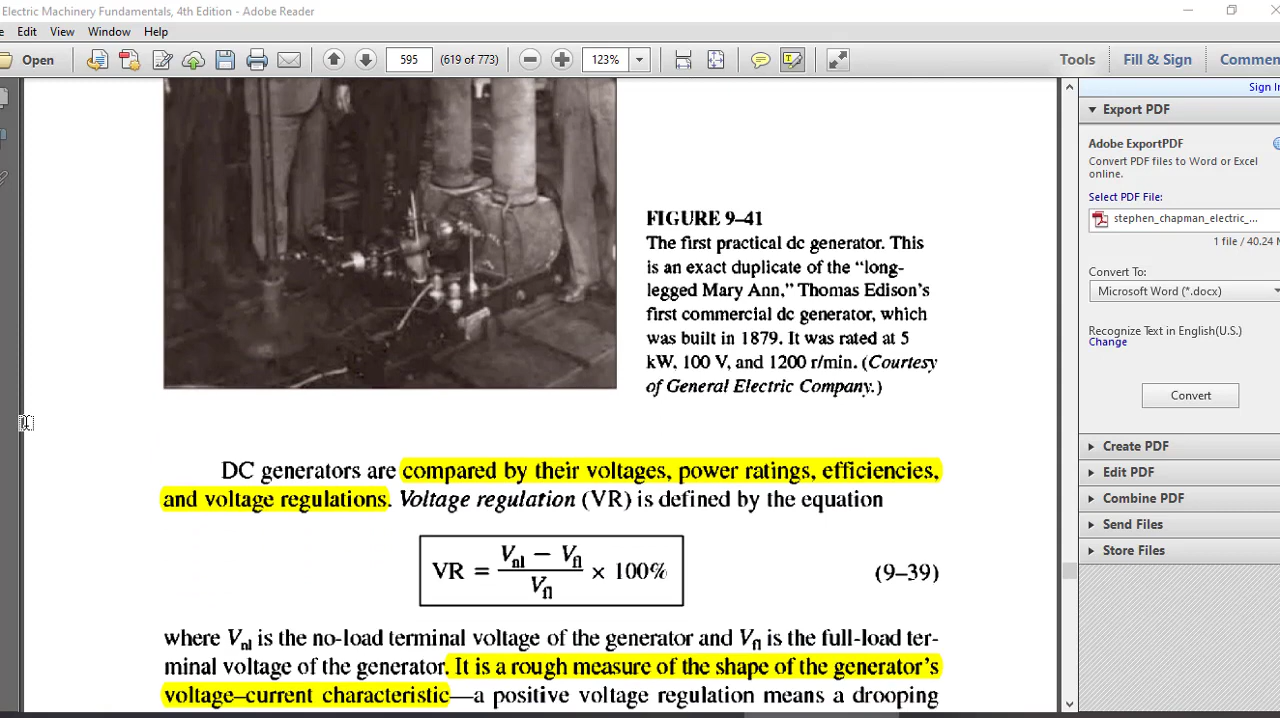 Electric Machinery Fundamentals, 4th Edition - Adobe Reader
Edit View Window Help
Open 595 (619 of 773) 123% Tools Fill & Sign Commen
Sign In
Export PDF
Adobe ExportPDF
Convert PDF files to Word or Excel
online.
Select PDF File:
stephen_chapman_electric_...
1 file / 40.24 M
Convert To:
Microsoft Word (*.docx)
Recognize Text in English(U.S.)
Change
Convert
Create PDF
Edit PDF
Combine PDF
Send Files
Store Files
FIGURE 9–41
The first practical dc generator. This
is an exact duplicate of the “long-
legged Mary Ann,” Thomas Edison’s
first commercial dc generator, which
was built in 1879. It was rated at 5
kW, 100 V, and 1200 r/min. (Courtesy
of General Electric Company.)
DC generators are compared by their voltages, power ratings, efficiencies,
and voltage regulations. Voltage regulation (VR) is defined by the equation
VR = (Vnl − Vfl) / Vfl × 100% (9–39)
where Vnl is the no-load terminal voltage of the generator and Vfl is the full-load ter-
minal voltage of the generator. It is a rough measure of the shape of the generator’s
voltage–current characteristic—a positive voltage regulation means a drooping